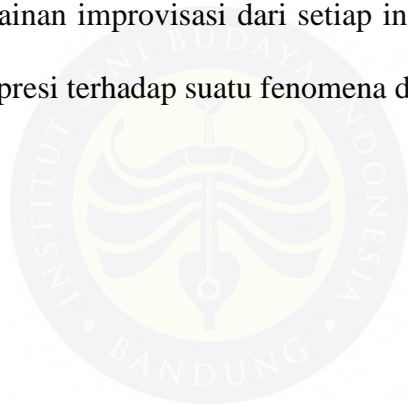 ainan improvisasi dari setiap in
presi terhadap suatu fenomena d
INSTITUT SENI BUDAYA INDONESIA
BANDUNG